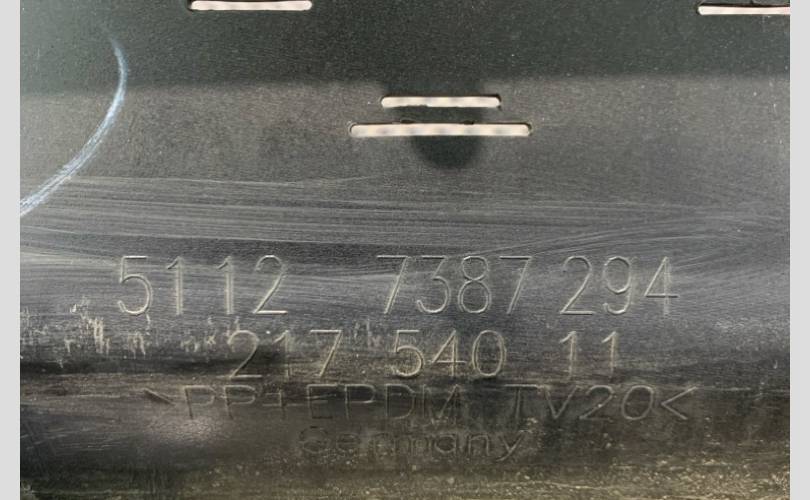 5112 7387 294
217 540 11
>PP+EPDM TV20<
Germany